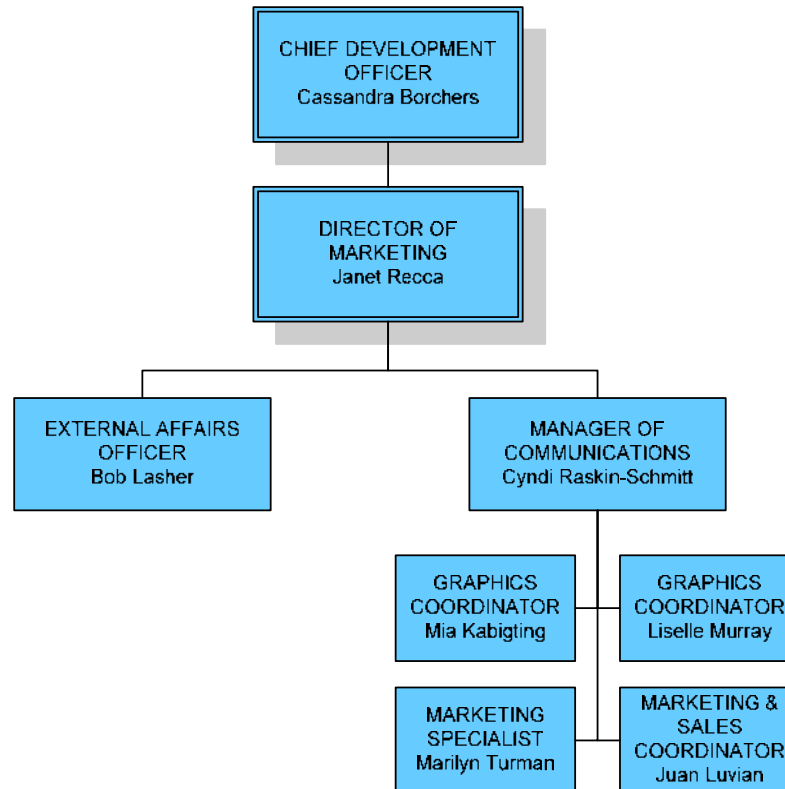 CHIEF DEVELOPMENT
OFFICER
Cassandra Borchers
DIRECTOR OF
MARKETING
Janet Recca
EXTERNAL AFFAIRS
OFFICER
Bob Lasher
MANAGER OF
COMMUNICATIONS
Cyndi Raskin-Schmitt
GRAPHICS
COORDINATOR
Mia Kabigting
GRAPHICS
COORDINATOR
Liselle Murray
MARKETING
SPECIALIST
Marilyn Turman
MARKETING &
SALES
COORDINATOR
Juan Luvian